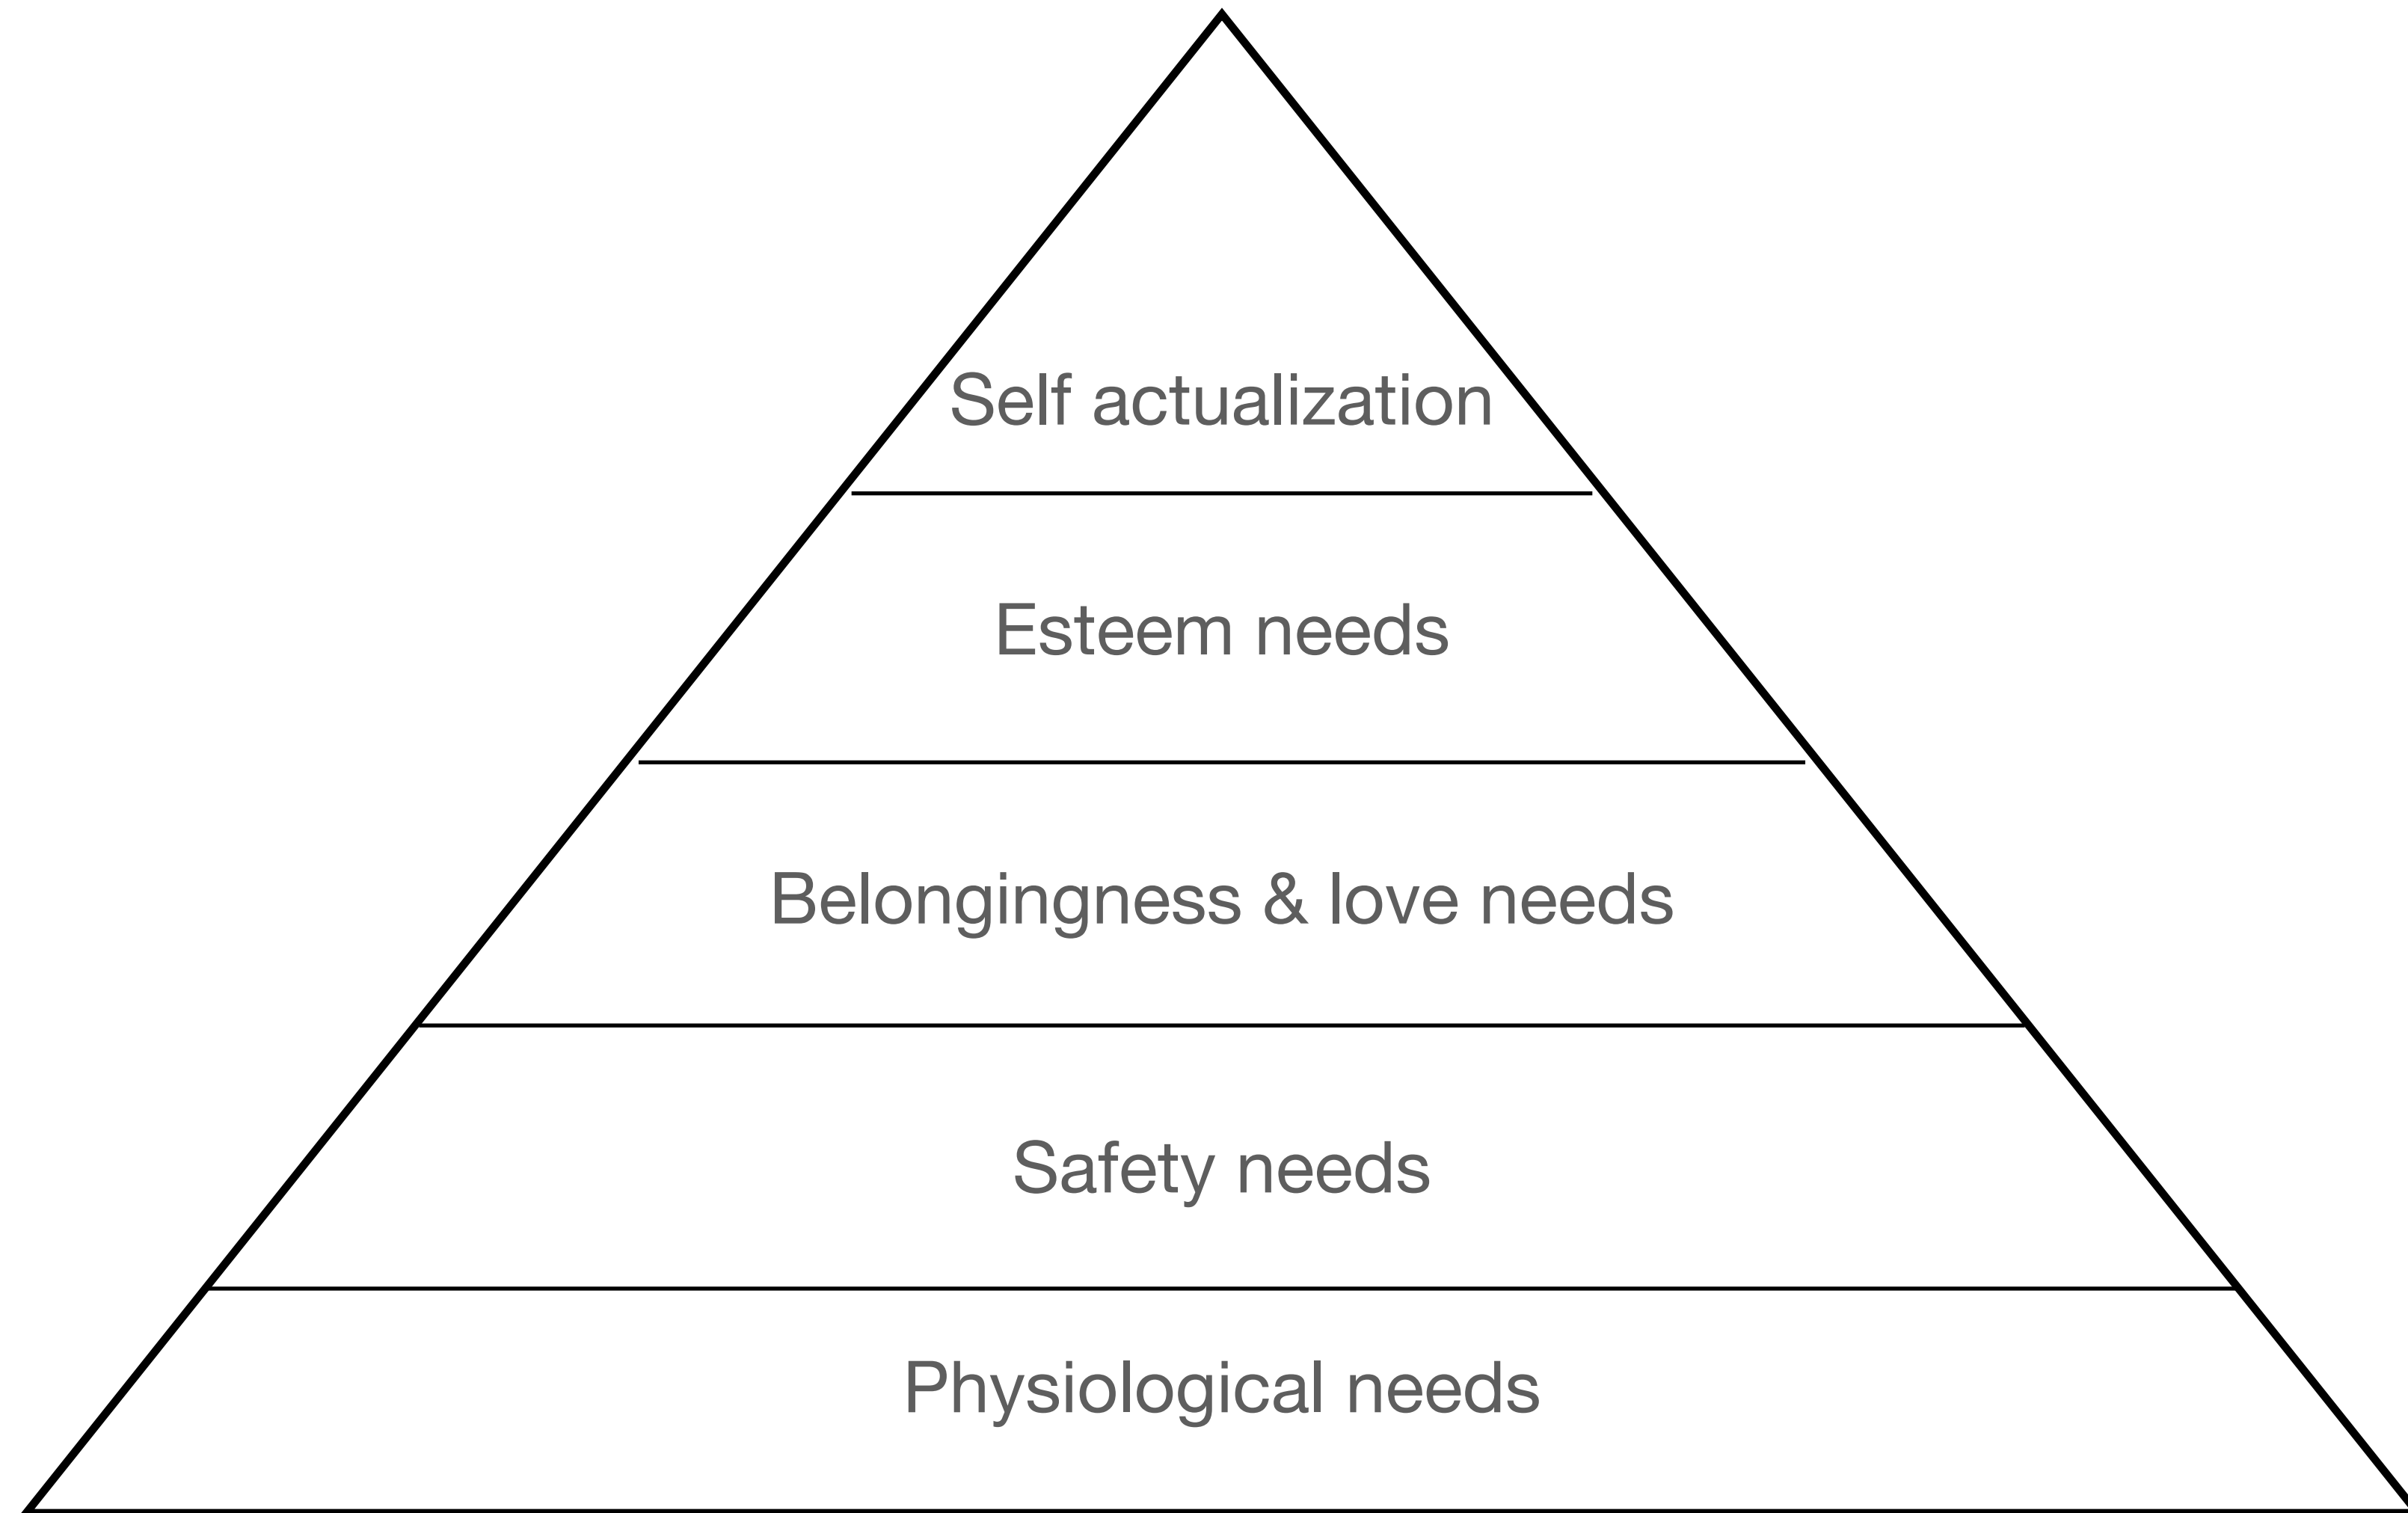 Self actualization
Esteem needs
Belongingness & love needs
Safety needs
Physiological needs